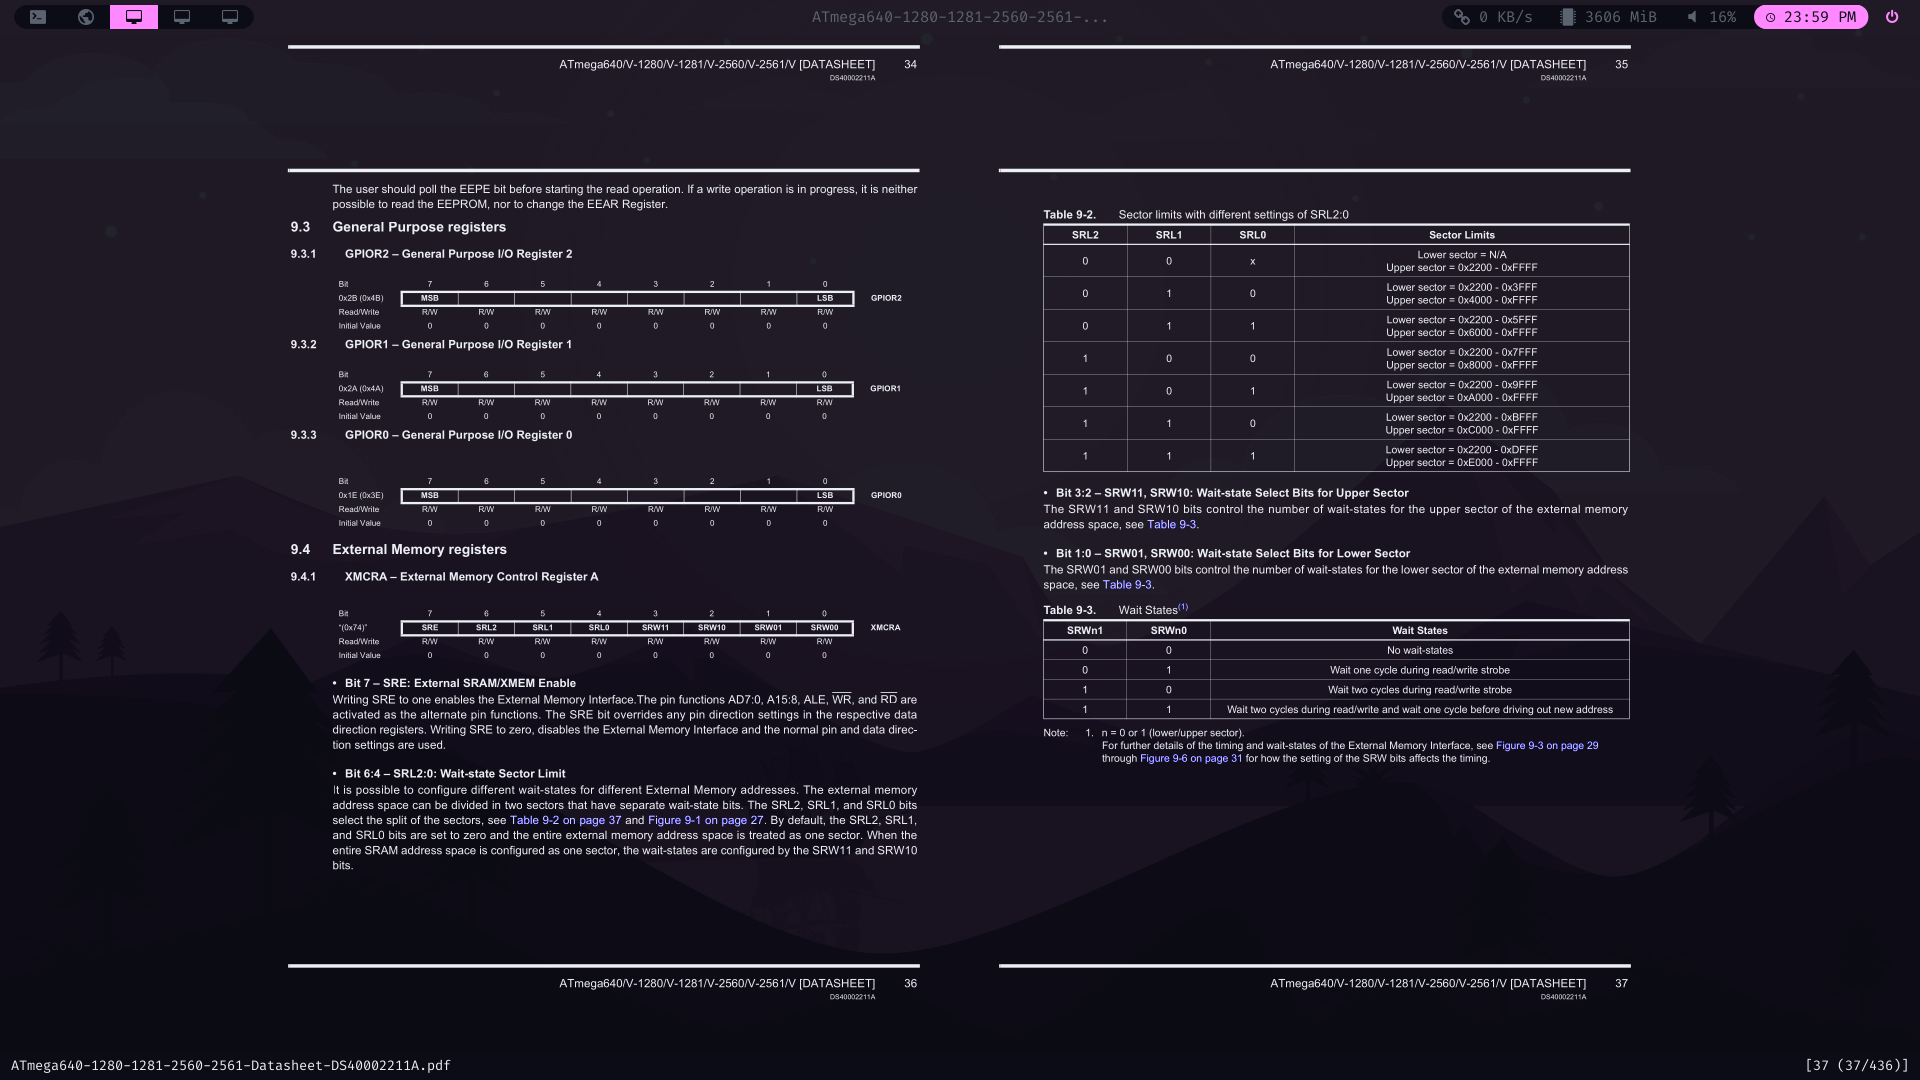 ATmega640-1280-1281-2560-2561-...
0 KB/s
3606 MiB
16%
23:59 PM
ATmega640/V-1280/V-1281/V-2560/V-2561/V [DATASHEET] 34
DS40002211A
ATmega640/V-1280/V-1281/V-2560/V-2561/V [DATASHEET] 35
DS40002211A
The user should poll the EEPE bit before starting the read operation. If a write operation is in progress, it is neither
possible to read the EEPROM, nor to change the EEAR Register.
9.3 General Purpose registers
9.3.1 GPIOR2 – General Purpose I/O Register 2
Bit 7 6 5 4 3 2 1 0
0x2B (0x4B) MSB LSB GPIOR2
Read/Write R/W R/W R/W R/W R/W R/W R/W R/W
Initial Value 0 0 0 0 0 0 0 0
9.3.2 GPIOR1 – General Purpose I/O Register 1
Bit 7 6 5 4 3 2 1 0
0x2A (0x4A) MSB LSB GPIOR1
Read/Write R/W R/W R/W R/W R/W R/W R/W R/W
Initial Value 0 0 0 0 0 0 0 0
9.3.3 GPIOR0 – General Purpose I/O Register 0
Bit 7 6 5 4 3 2 1 0
0x1E (0x3E) MSB LSB GPIOR0
Read/Write R/W R/W R/W R/W R/W R/W R/W R/W
Initial Value 0 0 0 0 0 0 0 0
9.4 External Memory registers
9.4.1 XMCRA – External Memory Control Register A
Bit 7 6 5 4 3 2 1 0
"(0x74)" SRE SRL2 SRL1 SRL0 SRW11 SRW10 SRW01 SRW00 XMCRA
Read/Write R/W R/W R/W R/W R/W R/W R/W R/W
Initial Value 0 0 0 0 0 0 0 0
• Bit 7 – SRE: External SRAM/XMEM Enable
Writing SRE to one enables the External Memory Interface.The pin functions AD7:0, A15:8, ALE, WR, and RD are
activated as the alternate pin functions. The SRE bit overrides any pin direction settings in the respective data
direction registers. Writing SRE to zero, disables the External Memory Interface and the normal pin and data direc-
tion settings are used.
• Bit 6:4 – SRL2:0: Wait-state Sector Limit
It is possible to configure different wait-states for different External Memory addresses. The external memory
address space can be divided in two sectors that have separate wait-state bits. The SRL2, SRL1, and SRL0 bits
select the split of the sectors, see Table 9-2 on page 37 and Figure 9-1 on page 27. By default, the SRL2, SRL1,
and SRL0 bits are set to zero and the entire external memory address space is treated as one sector. When the
entire SRAM address space is configured as one sector, the wait-states are configured by the SRW11 and SRW10
bits.
ATmega640/V-1280/V-1281/V-2560/V-2561/V [DATASHEET] 36
DS40002211A
Table 9-2. Sector limits with different settings of SRL2:0
SRL2 SRL1 SRL0 Sector Limits
0 0 x Lower sector = N/A
Upper sector = 0x2200 - 0xFFFF
0 1 0 Lower sector = 0x2200 - 0x3FFF
Upper sector = 0x4000 - 0xFFFF
0 1 1 Lower sector = 0x2200 - 0x5FFF
Upper sector = 0x6000 - 0xFFFF
1 0 0 Lower sector = 0x2200 - 0x7FFF
Upper sector = 0x8000 - 0xFFFF
1 0 1 Lower sector = 0x2200 - 0x9FFF
Upper sector = 0xA000 - 0xFFFF
1 1 0 Lower sector = 0x2200 - 0xBFFF
Upper sector = 0xC000 - 0xFFFF
1 1 1 Lower sector = 0x2200 - 0xDFFF
Upper sector = 0xE000 - 0xFFFF
• Bit 3:2 – SRW11, SRW10: Wait-state Select Bits for Upper Sector
The SRW11 and SRW10 bits control the number of wait-states for the upper sector of the external memory
address space, see Table 9-3.
• Bit 1:0 – SRW01, SRW00: Wait-state Select Bits for Lower Sector
The SRW01 and SRW00 bits control the number of wait-states for the lower sector of the external memory address
space, see Table 9-3.
Table 9-3. Wait States(1)
SRWn1 SRWn0 Wait States
0 0 No wait-states
0 1 Wait one cycle during read/write strobe
1 0 Wait two cycles during read/write strobe
1 1 Wait two cycles during read/write and wait one cycle before driving out new address
Note: 1. n = 0 or 1 (lower/upper sector).
For further details of the timing and wait-states of the External Memory Interface, see Figure 9-3 on page 29
through Figure 9-6 on page 31 for how the setting of the SRW bits affects the timing.
ATmega640/V-1280/V-1281/V-2560/V-2561/V [DATASHEET] 37
DS40002211A
ATmega640-1280-1281-2560-2561-Datasheet-DS40002211A.pdf
[37 (37/436)]